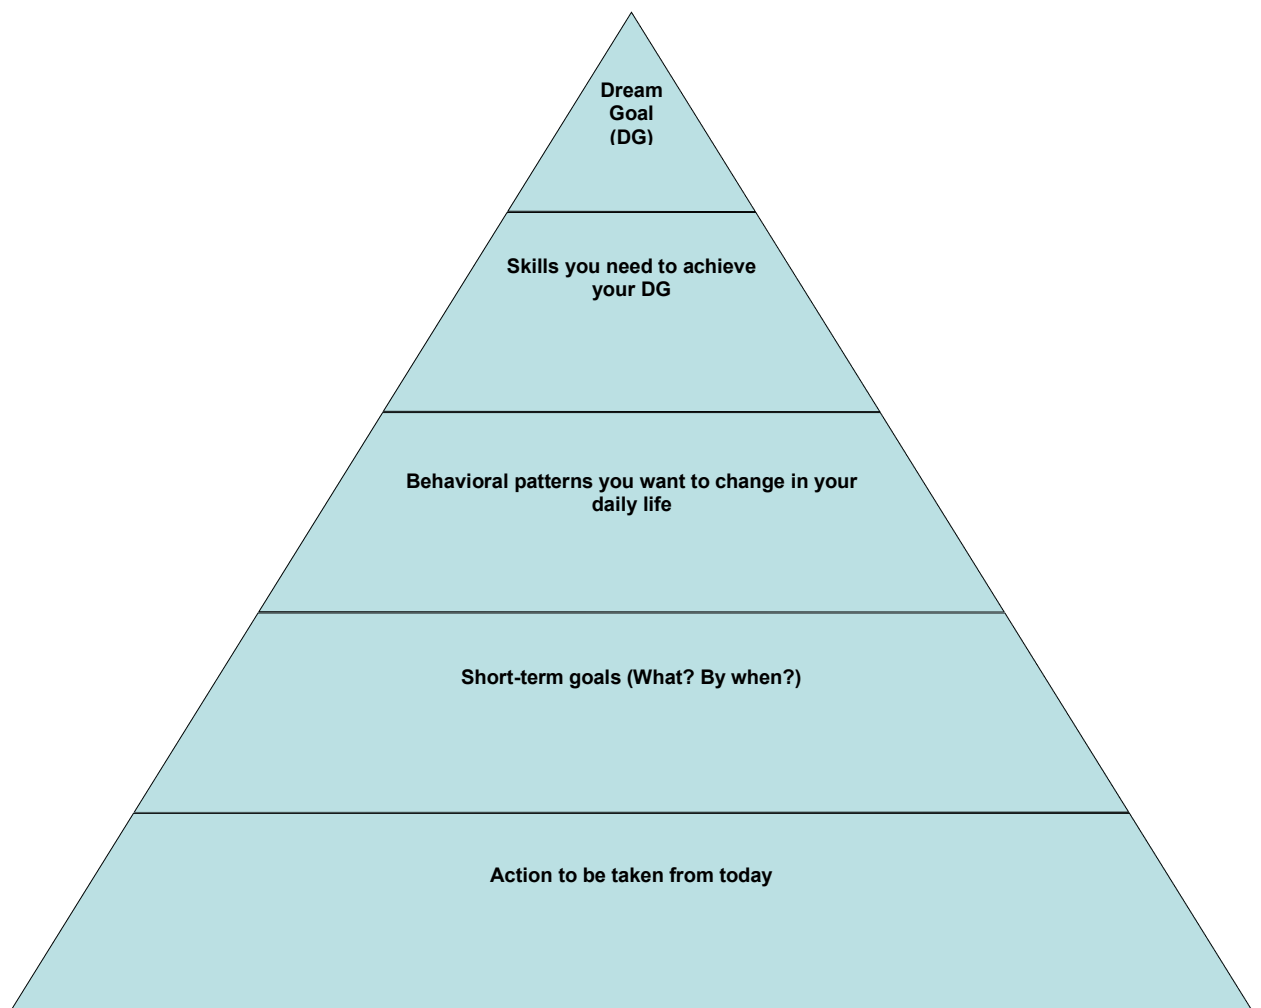 Dream
Goal
(DG)
Skills you need to achieve
your DG
Behavioral patterns you want to change in your
daily life
Short-term goals (What? By when?)
Action to be taken from today